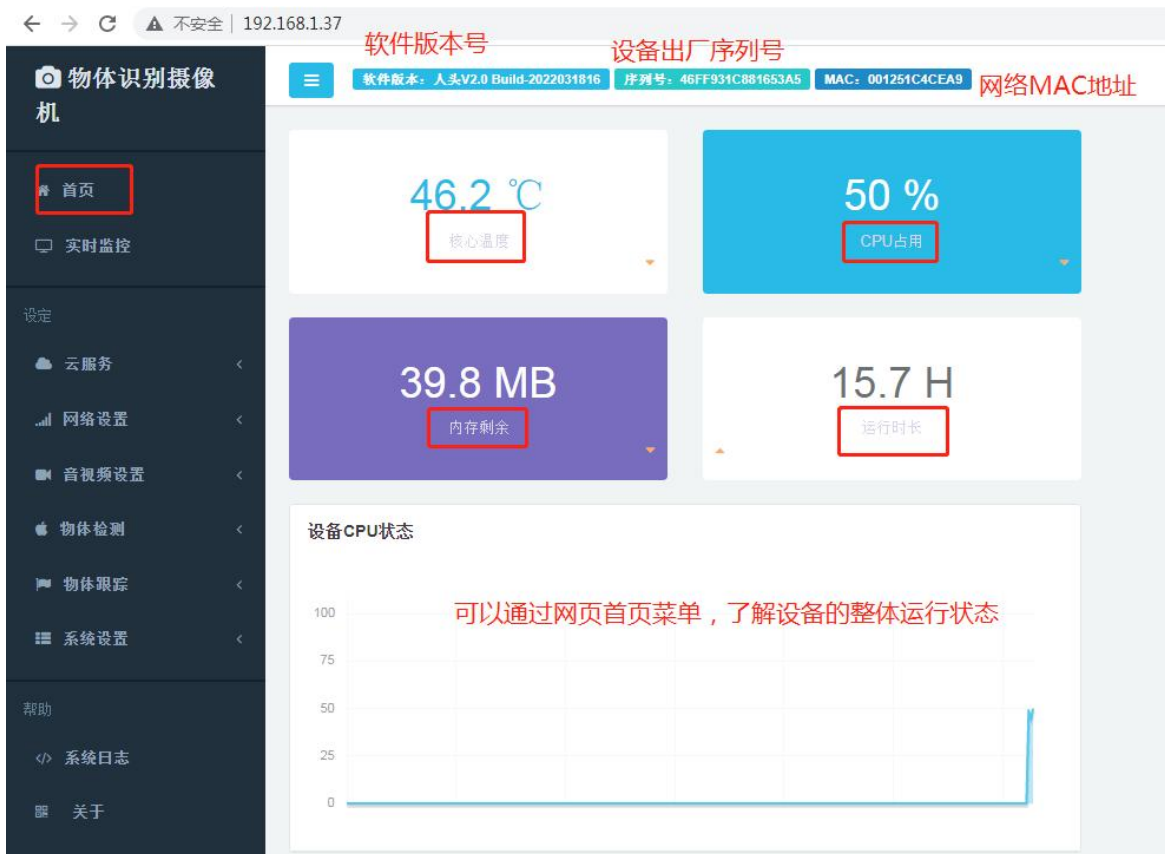 不安全 | 192.168.1.37
软件版本号
设备出厂序列号
网络MAC地址
物体识别摄像
机
软件版本：人头V2.0 Build-2022031816
序列号：46FF931C881653A5
MAC：001251C4CEA9
首页
实时监控
设定
云服务
网络设置
音视频设置
物体检测
物体跟踪
系统设置
帮助
系统日志
关于
46.2 ℃
核心温度
50 %
CPU占用
39.8 MB
内存剩余
15.7 H
运行时长
设备CPU状态
可以通过网页首页菜单，了解设备的整体运行状态
100
75
50
25
0